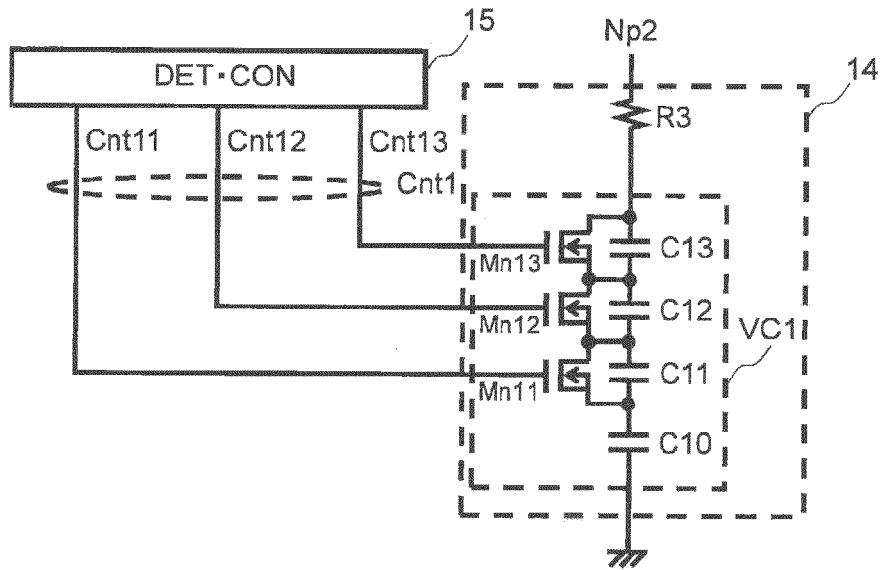 15
Np2
DET·CON
14
R3
Cnt11
Cnt12
Cnt13
Cnt1
Mn13
C13
Mn12
C12
VC1
Mn11
C11
C10